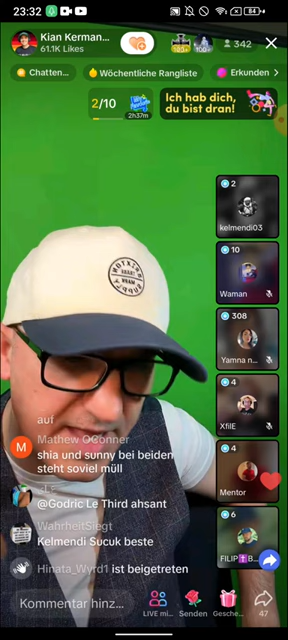 23:32
84
Kian Kerman...
61.1K Likes
100+
100+
342
Chatten...
Wöchentliche Rangliste
Erkunden
2/10
2h37m
Ich hab dich,
du bist dran!
2
kelmendi03
10
Waman
308
Yamna n...
4
XfilE
4
Mentor
6
FILIP B...
auf
M
Mathew OConner
shia und sunny bei beiden
steht soviel müll
@Godric Le Third ahsant
WahrheitSiegt
Kelmendi Sucuk beste
Hinata_Wyrd1 ist beigetreten
Kommentar hinz...
LIVE mi...
Senden
Gesche...
47